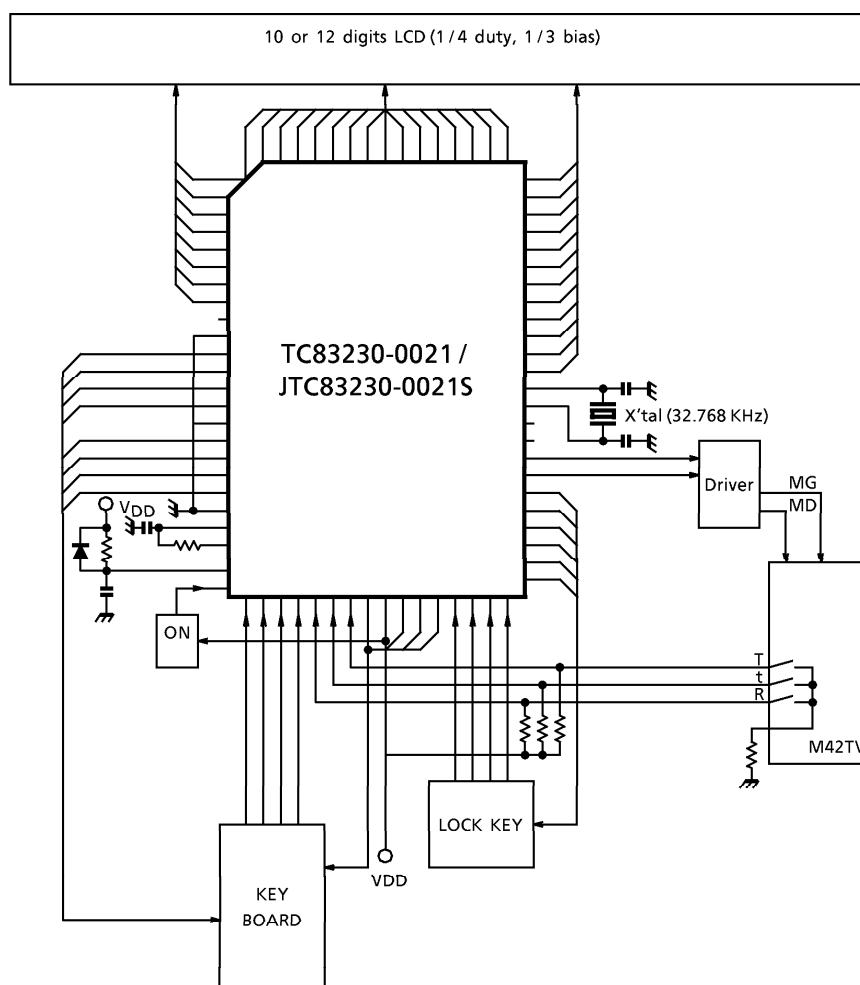 10 or 12 digits LCD (1/4 duty, 1/3 bias)
TC83230-0021 /
JTC83230-0021S
X'tal (32.768 KHz)
Driver
MG
MD
VDD
ON
T
t
R
M42TV
LOCK KEY
VDD
KEY
BOARD